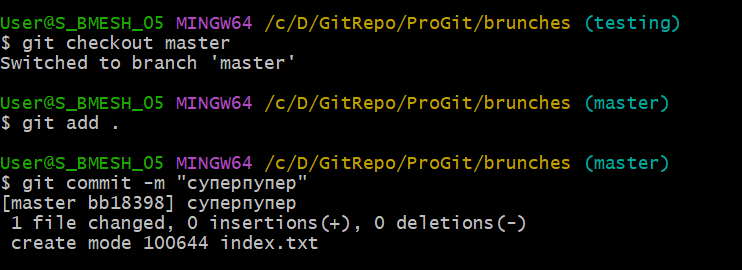 User@S_BMESH_05 MINGW64 /c/D/GitRepo/ProGit/brunches (testing)
$ git checkout master
Switched to branch 'master'
User@S_BMESH_05 MINGW64 /c/D/GitRepo/ProGit/brunches (master)
$ git add .
User@S_BMESH_05 MINGW64 /c/D/GitRepo/ProGit/brunches (master)
$ git commit -m "суперпупер"
[master bb18398] суперпупер
1 file changed, 0 insertions(+), 0 deletions(-)
create mode 100644 index.txt